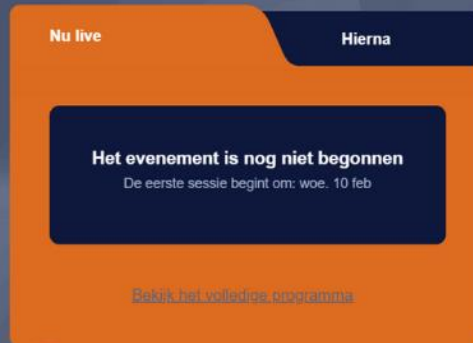 Nu live
Hierna
Het evenement is nog niet begonnen
De eerste sessie begint om: woe. 10 feb
Bekijk het volledige programma